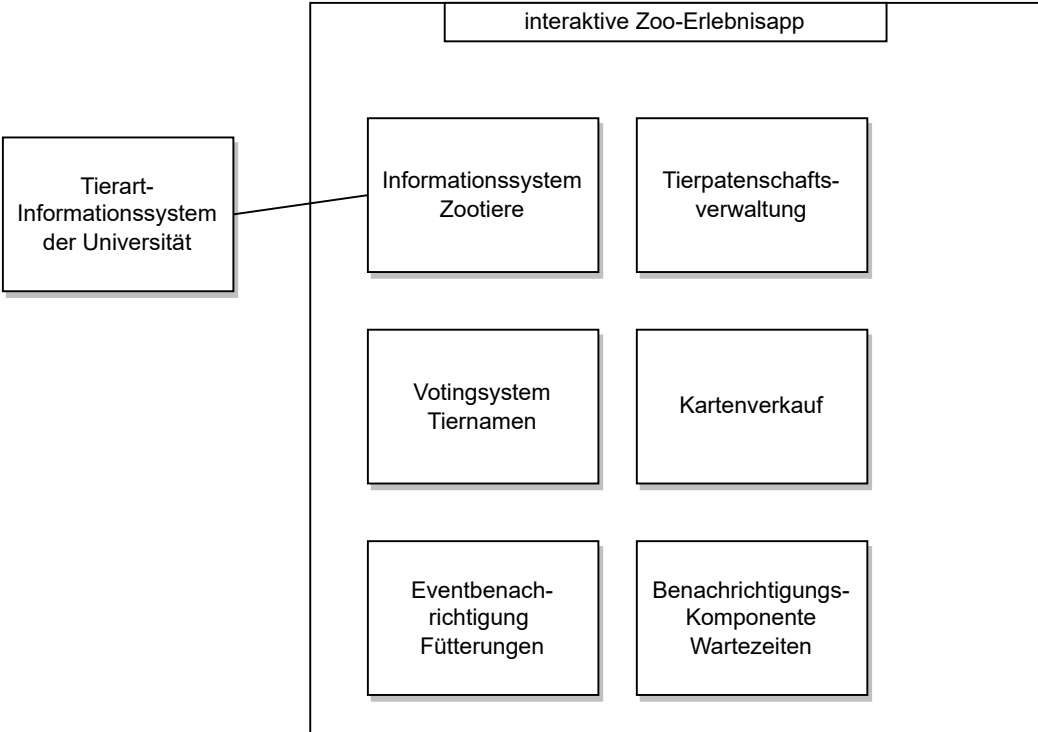 interaktive Zoo-Erlebnisapp
Tierart-
Informationssystem
der Universität
Informationssystem
Zootiere
Tierpatenschafts-
verwaltung
Votingsystem
Tiernamen
Kartenverkauf
Eventbenach-
richtigung
Fütterungen
Benachrichtigungs-
Komponente
Wartezeiten